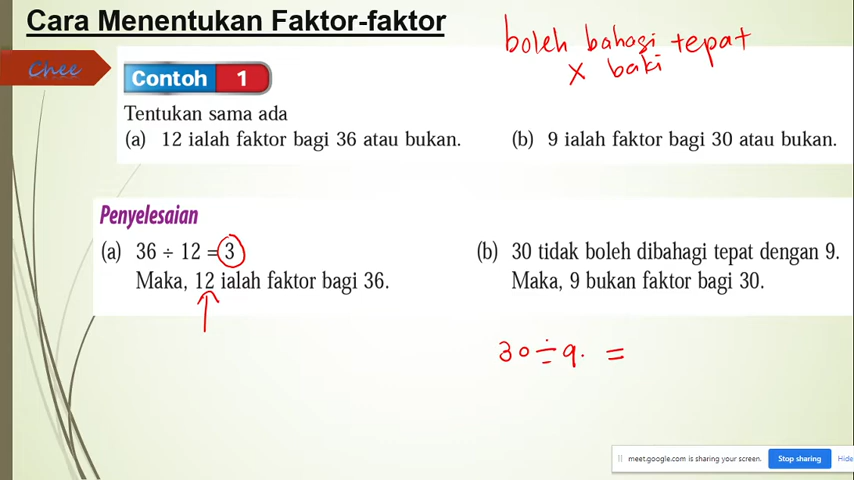 Cara Menentukan Faktor-faktor
boleh bahagi tepat
x baki
Chee
Contoh 1
Tentukan sama ada
(a) 12 ialah faktor bagi 36 atau bukan.
(b) 9 ialah faktor bagi 30 atau bukan.
Penyelesaian
(a) 36 ÷ 12 = 3
Maka, 12 ialah faktor bagi 36.
(b) 30 tidak boleh dibahagi tepat dengan 9.
Maka, 9 bukan faktor bagi 30.
30 ÷ 9. =
meet.google.com is sharing your screen. Stop sharing Hide